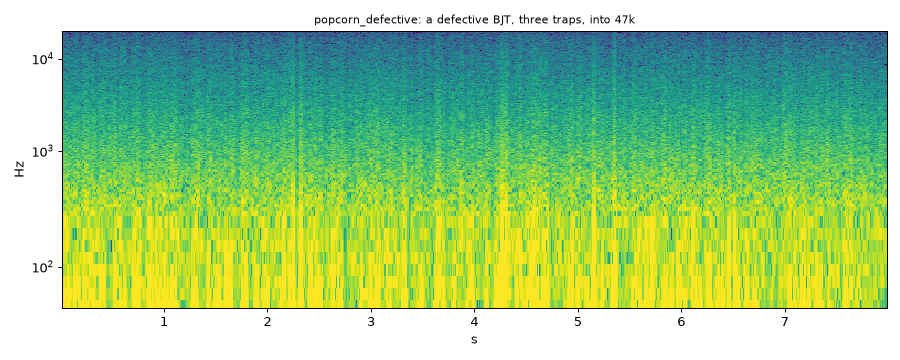 popcorn_defective: a defective BJT, three traps, into 47k
10^4
10^3
10^2
Hz
1 2 3 4 5 6 7
s